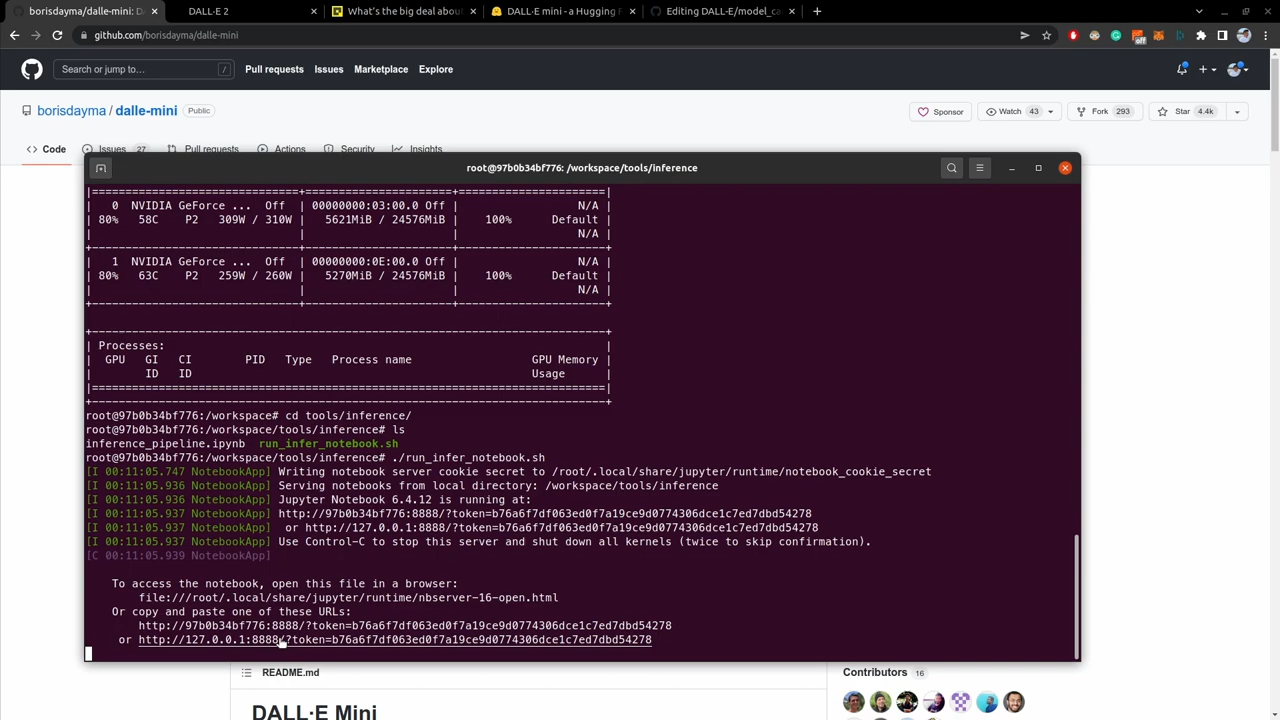 borisdayma/dalle-mini: D
DALL·E 2
What's the big deal about
DALL·E mini - a Hugging F
Editing DALL-E/model_ca
github.com/borisdayma/dalle-mini
off
Search or jump to…
/
Pull requests
Issues
Marketplace
Explore
borisdayma / dalle-mini
Public
Sponsor
Watch 43
Fork 293
Star 4.4k
Code
Issues 27
Pull requests
Actions
Security
Insights
root@97b0b34bf776: /workspace/tools/inference
|===============================+======================+======================|
|   0  NVIDIA GeForce ...  Off  | 00000000:03:00.0 Off |                  N/A |
| 80%   58C    P2   309W / 310W |   5621MiB / 24576MiB |    100%      Default |
|                               |                      |                  N/A |
+-------------------------------+----------------------+----------------------+
|   1  NVIDIA GeForce ...  Off  | 00000000:0E:00.0 Off |                  N/A |
| 80%   63C    P2   259W / 260W |   5270MiB / 24576MiB |    100%      Default |
|                               |                      |                  N/A |
+-------------------------------+----------------------+----------------------+
+-----------------------------------------------------------------------------+
| Processes:                                                                  |
|  GPU   GI   CI        PID   Type   Process name                  GPU Memory |
|        ID   ID                                                   Usage      |
|=============================================================================|
+-----------------------------------------------------------------------------+
root@97b0b34bf776:/workspace# cd tools/inference/
root@97b0b34bf776:/workspace/tools/inference# ls
inference_pipeline.ipynb  run_infer_notebook.sh
root@97b0b34bf776:/workspace/tools/inference# ./run_infer_notebook.sh
[I 00:11:05.747 NotebookApp] Writing notebook server cookie secret to /root/.local/share/jupyter/runtime/notebook_cookie_secret
[I 00:11:05.936 NotebookApp] Serving notebooks from local directory: /workspace/tools/inference
[I 00:11:05.936 NotebookApp] Jupyter Notebook 6.4.12 is running at:
[I 00:11:05.937 NotebookApp] http://97b0b34bf776:8888/?token=b76a6f7df063ed0f7a19ce9d0774306dce1c7ed7dbd54278
[I 00:11:05.937 NotebookApp]  or http://127.0.0.1:8888/?token=b76a6f7df063ed0f7a19ce9d0774306dce1c7ed7dbd54278
[I 00:11:05.937 NotebookApp] Use Control-C to stop this server and shut down all kernels (twice to skip confirmation).
[C 00:11:05.939 NotebookApp]
To access the notebook, open this file in a browser:
file:///root/.local/share/jupyter/runtime/nbserver-16-open.html
Or copy and paste one of these URLs:
http://97b0b34bf776:8888/?token=b76a6f7df063ed0f7a19ce9d0774306dce1c7ed7dbd54278
or http://127.0.0.1:8888/?token=b76a6f7df063ed0f7a19ce9d0774306dce1c7ed7dbd54278
README.md
Contributors 16
DALL·E Mini